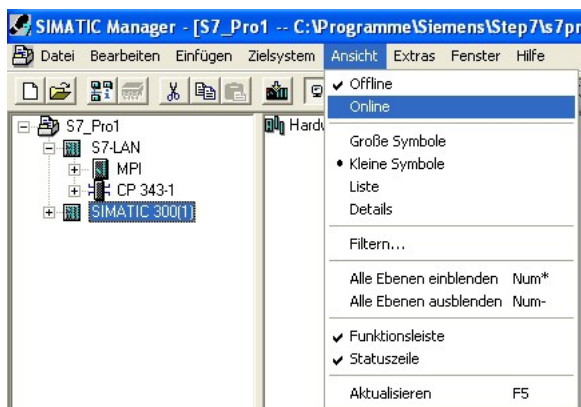 SIMATIC Manager - [S7_Pro1 -- C:\Programme\Siemens\Step7\s7pr
Datei Bearbeiten Einfügen Zielsystem Ansicht Extras Fenster Hilfe
Offline
Online
Große Symbole
Kleine Symbole
Liste
Details
Filtern...
Alle Ebenen einblenden Num*
Alle Ebenen ausblenden Num-
Funktionsleiste
Statuszeile
Aktualisieren F5
S7_Pro1
S7-LAN
MPI
CP 343-1
SIMATIC 300(1)